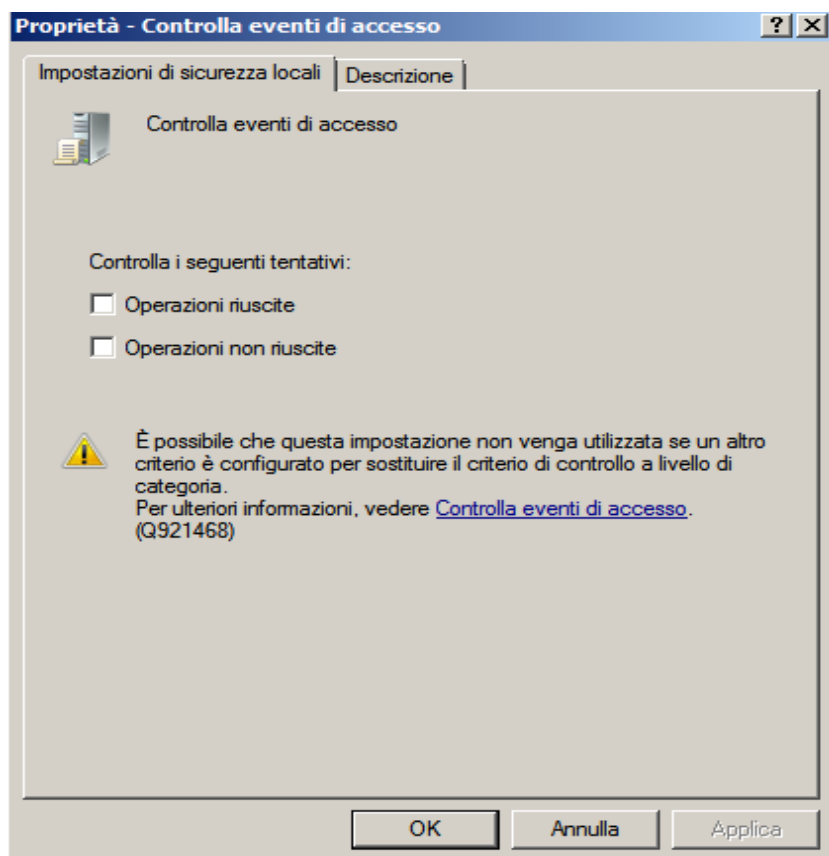 Proprietà - Controlla eventi di accesso
Impostazioni di sicurezza locali
Descrizione
Controlla eventi di accesso
Controlla i seguenti tentativi:
Operazioni riuscite
Operazioni non riuscite
È possibile che questa impostazione non venga utilizzata se un altro
criterio è configurato per sostituire il criterio di controllo a livello di
categoria.
Per ulteriori informazioni, vedere Controlla eventi di accesso.
(Q921468)
OK
Annulla
Applica